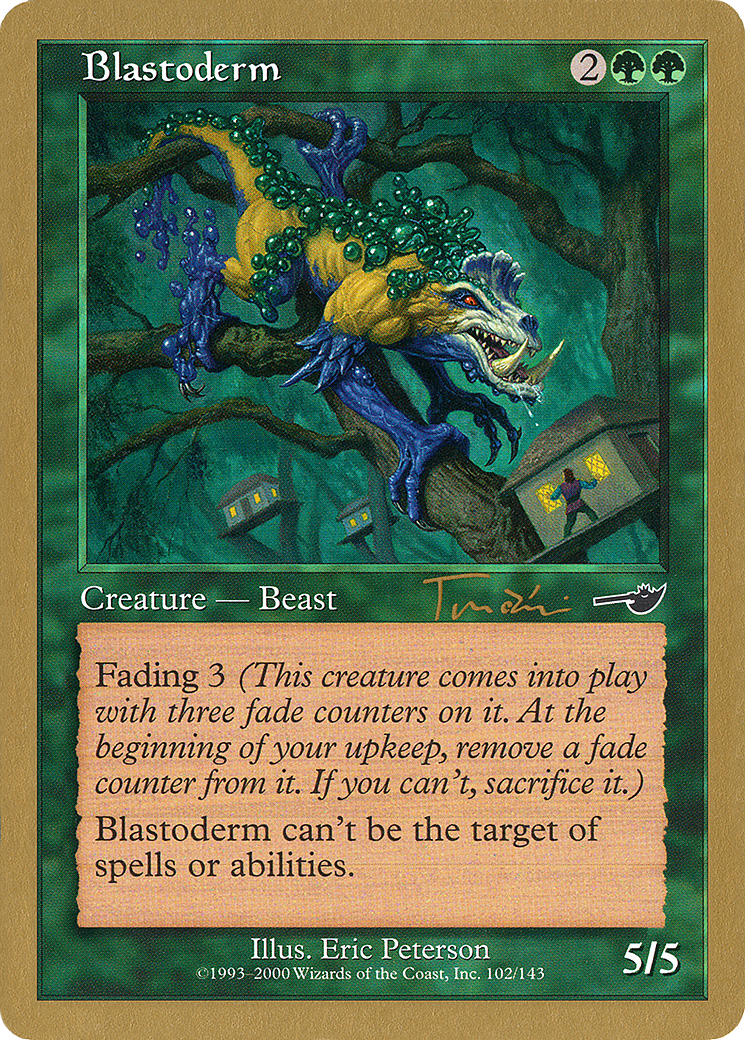 Blastoderm 2
Creature — Beast
Fading 3 (This creature comes into play
with three fade counters on it. At the
beginning of your upkeep, remove a fade
counter from it. If you can't, sacrifice it.)
Blastoderm can't be the target of
spells or abilities.
Illus. Eric Peterson
©1993–2000 Wizards of the Coast, Inc. 102/143
5/5